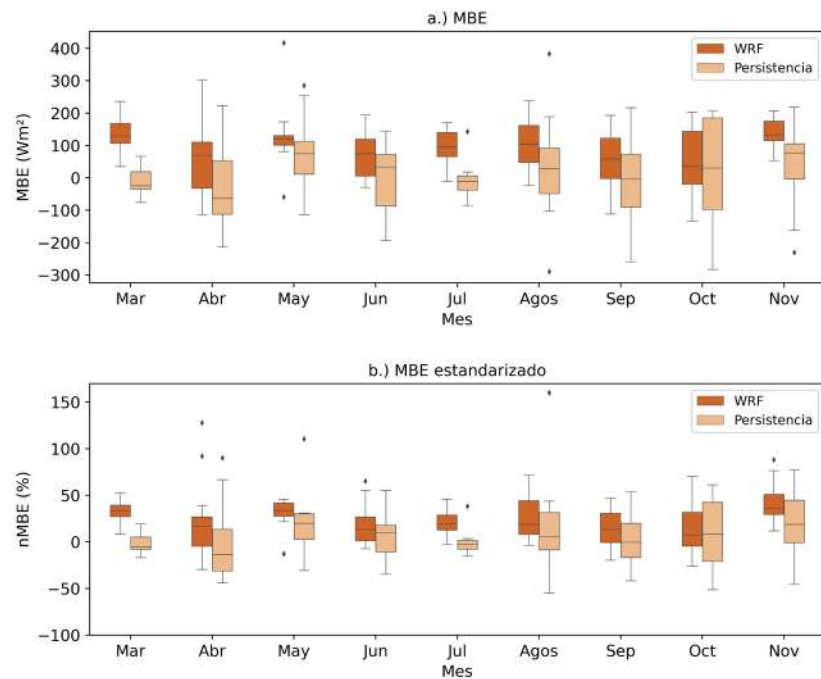 a.) MBE
MBE (Wm²)
400
300
200
100
0
−100
−200
−300
WRF
Persistencia
Mar Abr May Jun Jul Agos Sep Oct Nov
Mes
b.) MBE estandarizado
nMBE (%)
150
100
50
0
−50
−100
WRF
Persistencia
Mar Abr May Jun Jul Agos Sep Oct Nov
Mes